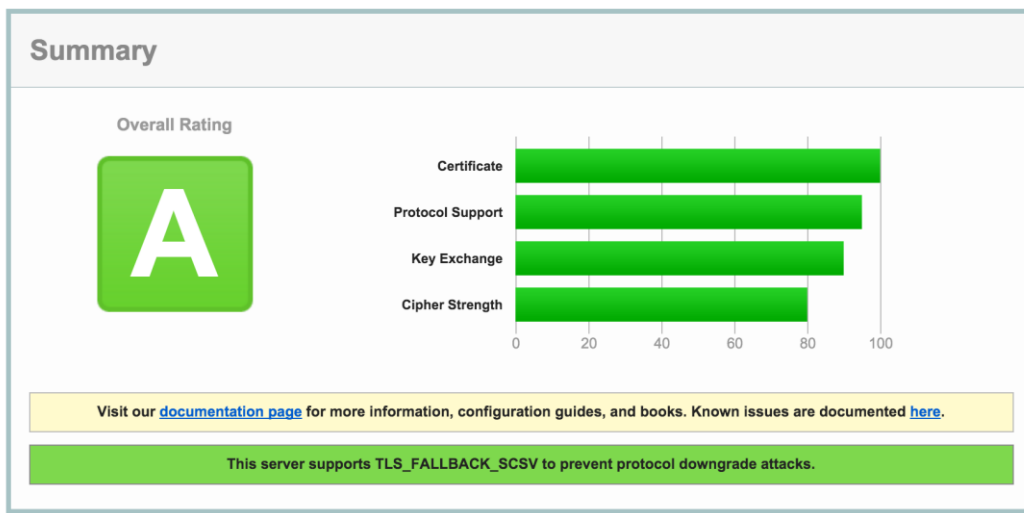 Summary
Overall Rating
A
Certificate
Protocol Support
Key Exchange
Cipher Strength
0 20 40 60 80 100
Visit our documentation page for more information, configuration guides, and books. Known issues are documented here.
This server supports TLS_FALLBACK_SCSV to prevent protocol downgrade attacks.